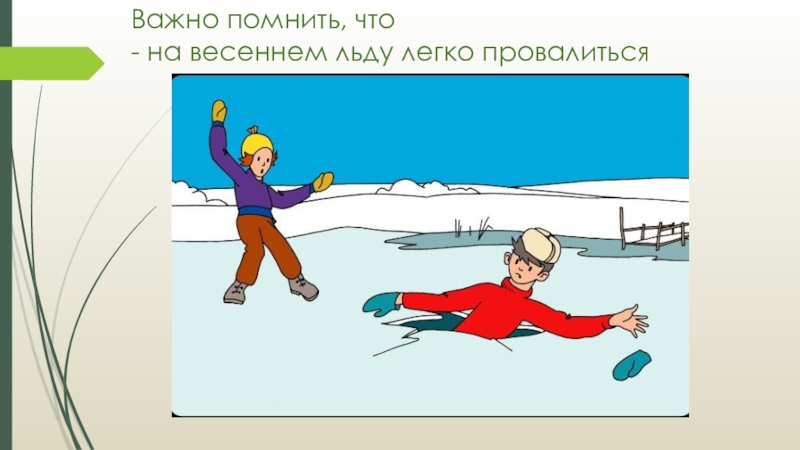 Важно помнить, что
- на весеннем льду легко провалиться